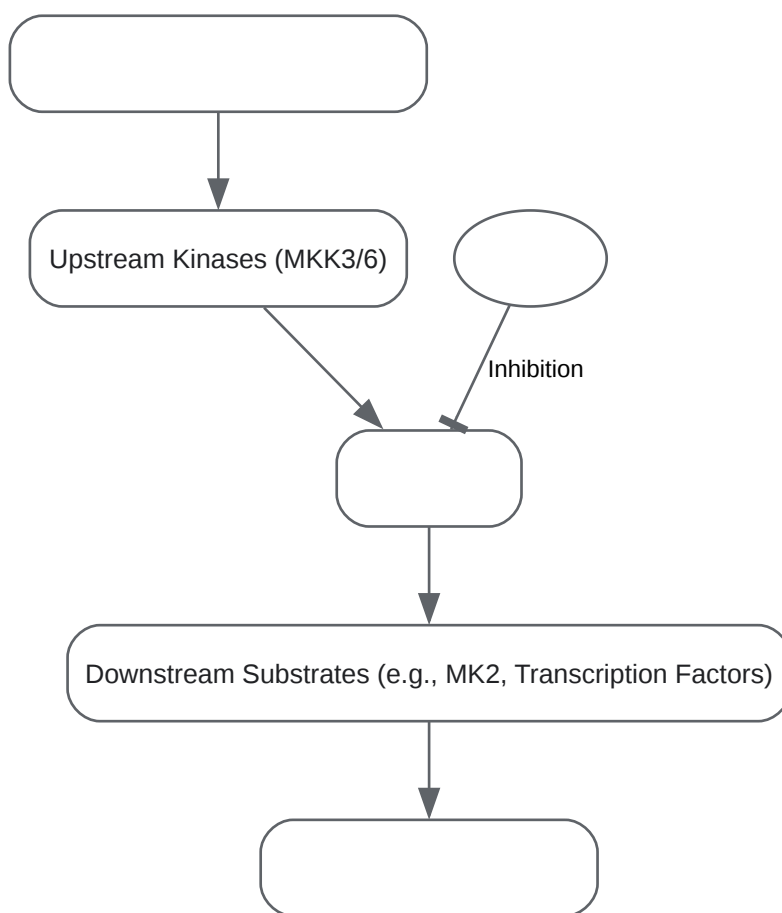 Upstream Kinases (MKK3/6)
Inhibition
Downstream Substrates (e.g., MK2, Transcription Factors)